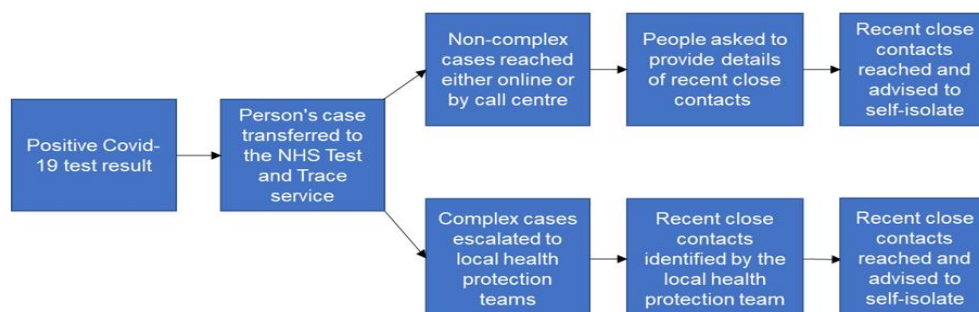 Positive Covid-
19 test result
Person's case
transferred to
the NHS Test
and Trace
service
Non-complex
cases reached
either online or
by call centre
People asked to
provide details
of recent close
contacts
Recent close
contacts
reached and
advised to
self-isolate
Complex cases
escalated to
local health
protection
teams
Recent close
contacts
identified by the
local health
protection team
Recent close
contacts
reached and
advised to
self-isolate